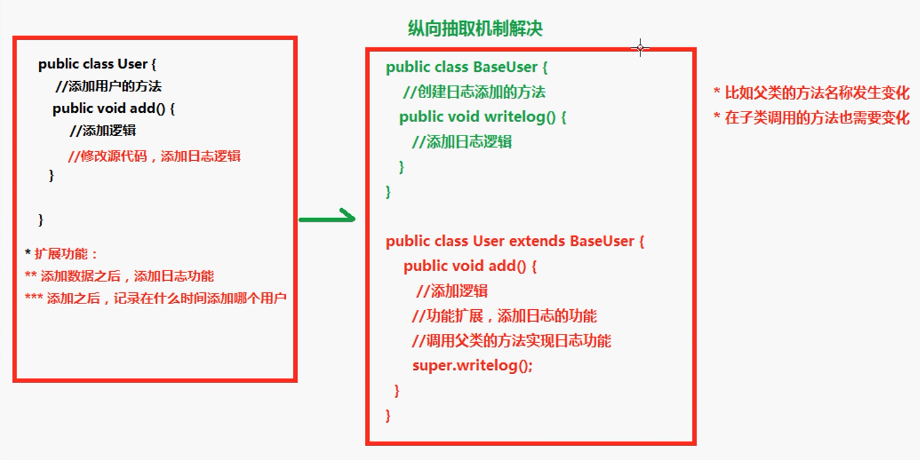 纵向抽取机制解决
public class User {
//添加用户的方法
public void add() {
//添加逻辑
//修改源代码，添加日志逻辑
}
}
* 扩展功能：
** 添加数据之后，添加日志功能
*** 添加之后，记录在什么时间添加哪个用户
public class BaseUser {
//创建日志添加的方法
public void writelog() {
//添加日志逻辑
}
}
public class User extends BaseUser {
public void add() {
//添加逻辑
//功能扩展，添加日志的功能
//调用父类的方法实现日志功能
super.writelog();
}
}
* 比如父类的方法名称发生变化
* 在子类调用的方法也需要变化